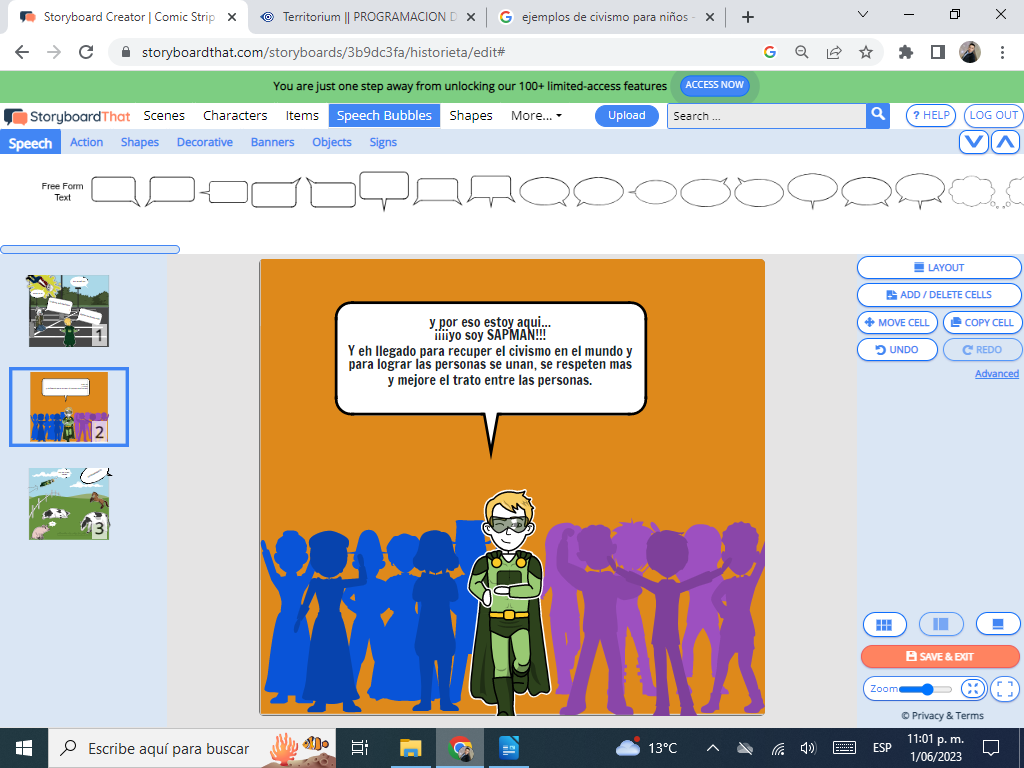 Storyboard Creator | Comic Strip
Territorium || PROGRAMACION D
ejemplos de civismo para niños -
storyboardthat.com/storyboards/3b9dc3fa/historieta/edit#
You are just one step away from unlocking our 100+ limited-access features
ACCESS NOW
StoryboardThat
Scenes
Characters
Items
Speech Bubbles
Shapes
More...
Upload
Search ...
? HELP
LOG OUT
Speech
Action
Shapes
Decorative
Banners
Objects
Signs
Free Form
Text
1
2
3
y por eso estoy aqui...
¡¡¡¡yo soy SAPMAN!!!
Y eh llegado para recuper el civismo en el mundo y
para lograr las personas se unan, se respeten mas
y mejore el trato entre las personas.
LAYOUT
ADD / DELETE CELLS
MOVE CELL
COPY CELL
UNDO
REDO
Advanced
SAVE & EXIT
Zoom
© Privacy & Terms
Escribe aquí para buscar
13°C
ESP
11:01 p. m.
1/06/2023